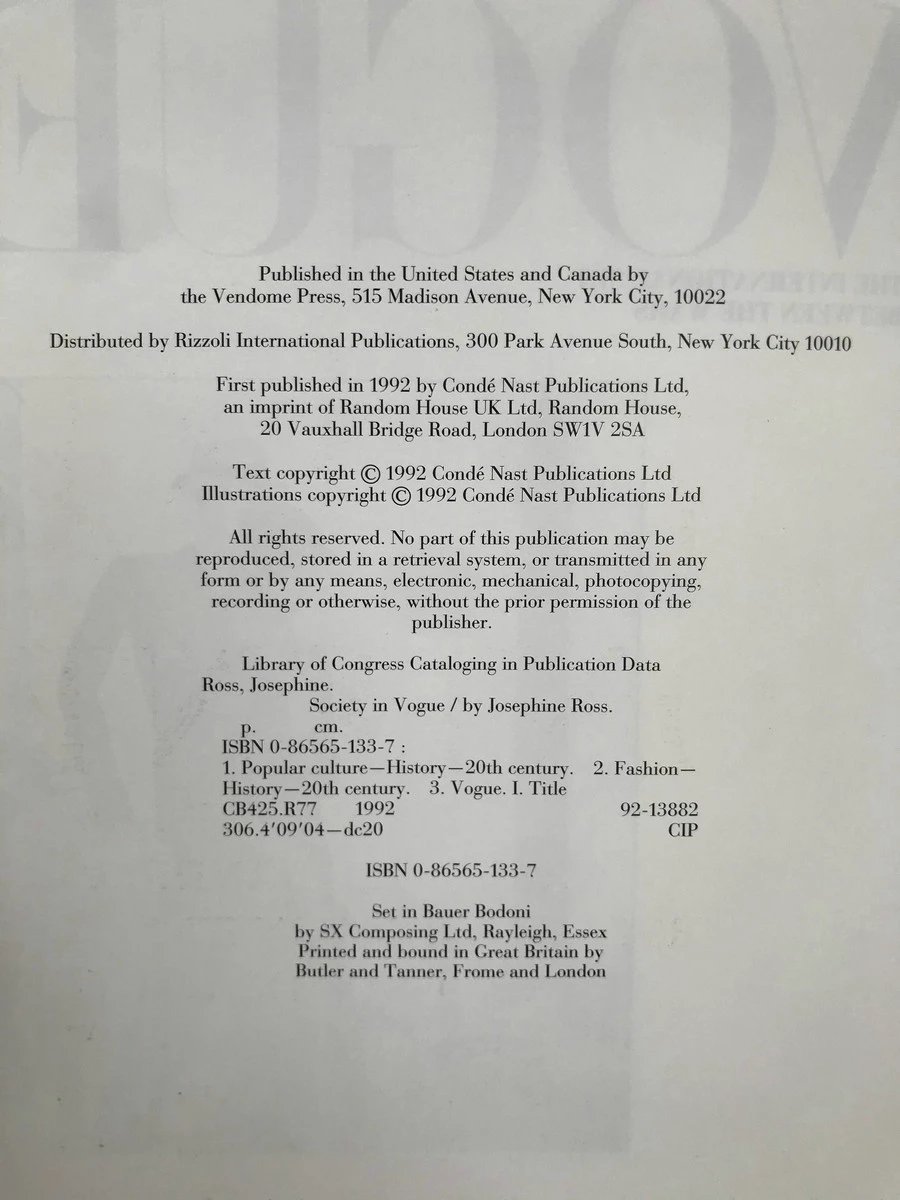 VOGUE
THE INTERNATION
BETWEEN THE WARS
Published in the United States and Canada by
the Vendome Press, 515 Madison Avenue, New York City, 10022
Distributed by Rizzoli International Publications, 300 Park Avenue South, New York City 10010
First published in 1992 by Condé Nast Publications Ltd,
an imprint of Random House UK Ltd, Random House,
20 Vauxhall Bridge Road, London SW1V 2SA
Text copyright © 1992 Condé Nast Publications Ltd
Illustrations copyright © 1992 Condé Nast Publications Ltd
All rights reserved. No part of this publication may be
reproduced, stored in a retrieval system, or transmitted in any
form or by any means, electronic, mechanical, photocopying,
recording or otherwise, without the prior permission of the
publisher.
Library of Congress Cataloging in Publication Data
Ross, Josephine.
Society in Vogue / by Josephine Ross.
p. cm.
ISBN 0-86565-133-7 :
1. Popular culture—History—20th century. 2. Fashion—
History—20th century. 3. Vogue. I. Title
CB425.R77 1992 92-13882
306.4′09′04—dc20 CIP
ISBN 0-86565-133-7
Set in Bauer Bodoni
by SX Composing Ltd, Rayleigh, Essex
Printed and bound in Great Britain by
Butler and Tanner, Frome and London